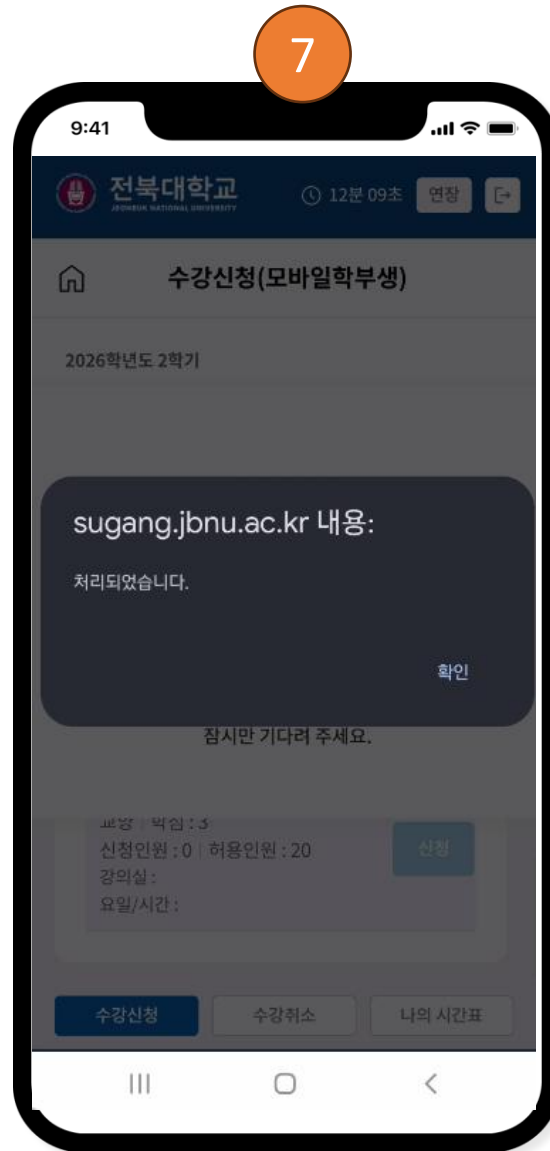 7
9:41
전북대학교
JEONBUK NATIONAL UNIVERSITY
12분 09초
연장
수강신청(모바일학부생)
2026학년도 2학기
sugang.jbnu.ac.kr 내용:
처리되었습니다.
확인
잠시만 기다려 주세요.
교양 | 학점 : 3
신청인원 : 0 | 허용인원 : 20
신청
강의실 :
요일/시간 :
수강신청
수강취소
나의 시간표